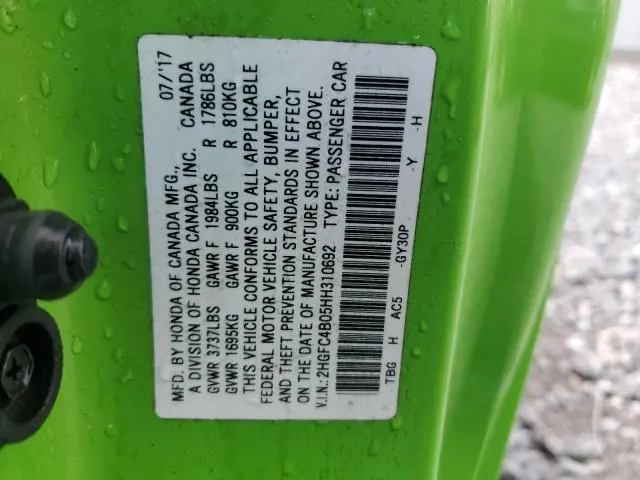 MFD. BY HONDA OF CANADA MFG., 07/'17
A DIVISION OF HONDA CANADA INC. CANADA
GVWR 3737LBS GAWR F 1984LBS R 1786LBS
GVWR 1695KG GAWR F 900KG R 810KG
THIS VEHICLE CONFORMS TO ALL APPLICABLE
FEDERAL MOTOR VEHICLE SAFETY, BUMPER,
AND THEFT PREVENTION STANDARDS IN EFFECT
ON THE DATE OF MANUFACTURE SHOWN ABOVE.
V.I.N.:2HGFC4B05HH310692 TYPE: PASSENGER CAR
TBG H AC5 -GY30P -Y -H